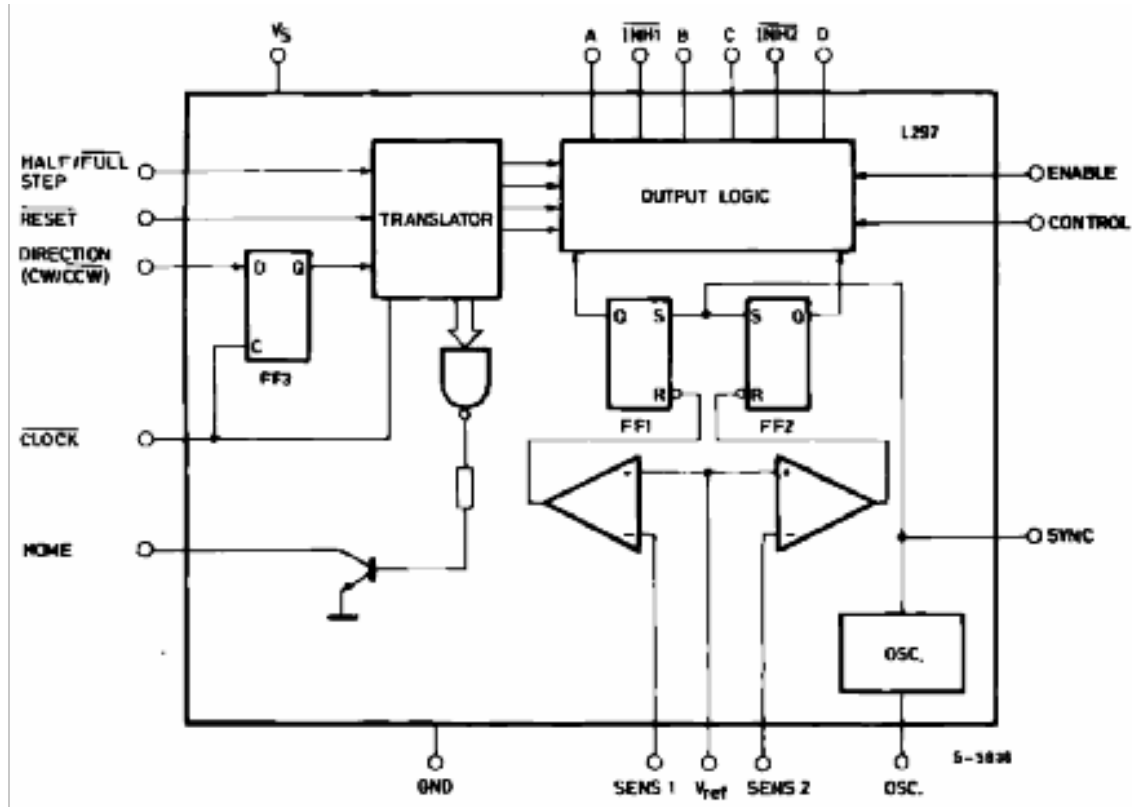 Vs
A INH1 B C INH2 D
L297
HALF/FULL
STEP
RESET
DIRECTION
(CW/CCW)
TRANSLATOR
OUTPUT LOGIC
ENABLE
CONTROL
D Q
C
FF3
Q S
R
FF1
S Q
R
FF2
CLOCK
+
-
+
-
HOME
SYNC
OSC.
GND
SENS 1
Vref
SENS 2
OSC.